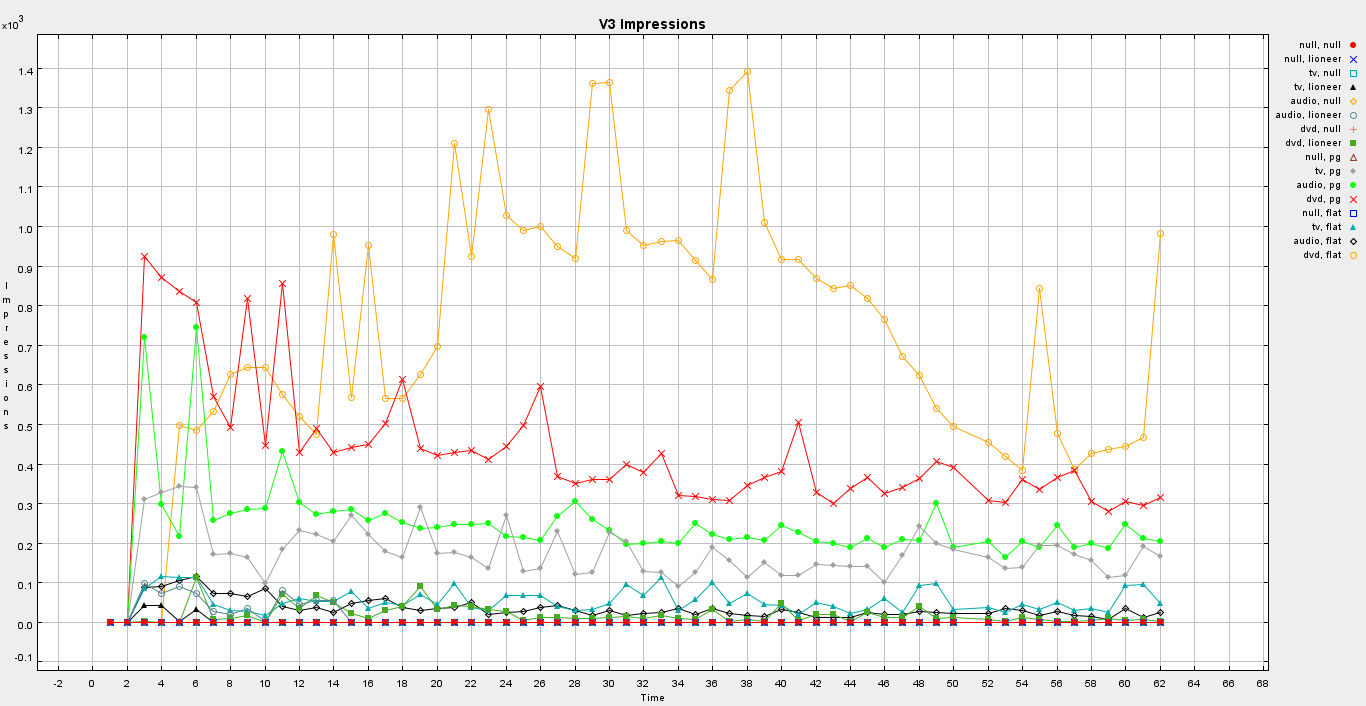 V3 Impressions
x10³
1.4
1.3
1.2
1.1
1.0
0.9
0.8
0.7
0.6
0.5
0.4
0.3
0.2
0.1
0.0
-0.1
Impressions
-2 0 2 4 6 8 10 12 14 16 18 20 22 24 26 28 30 32 34 36 38 40 42 44 46 48 50 52 54 56 58 60 62 64 66 68
Time
null, null
null, lioneer
tv, null
tv, lioneer
audio, null
audio, lioneer
dvd, null
dvd, lioneer
null, pg
tv, pg
audio, pg
dvd, pg
null, flat
tv, flat
audio, flat
dvd, flat